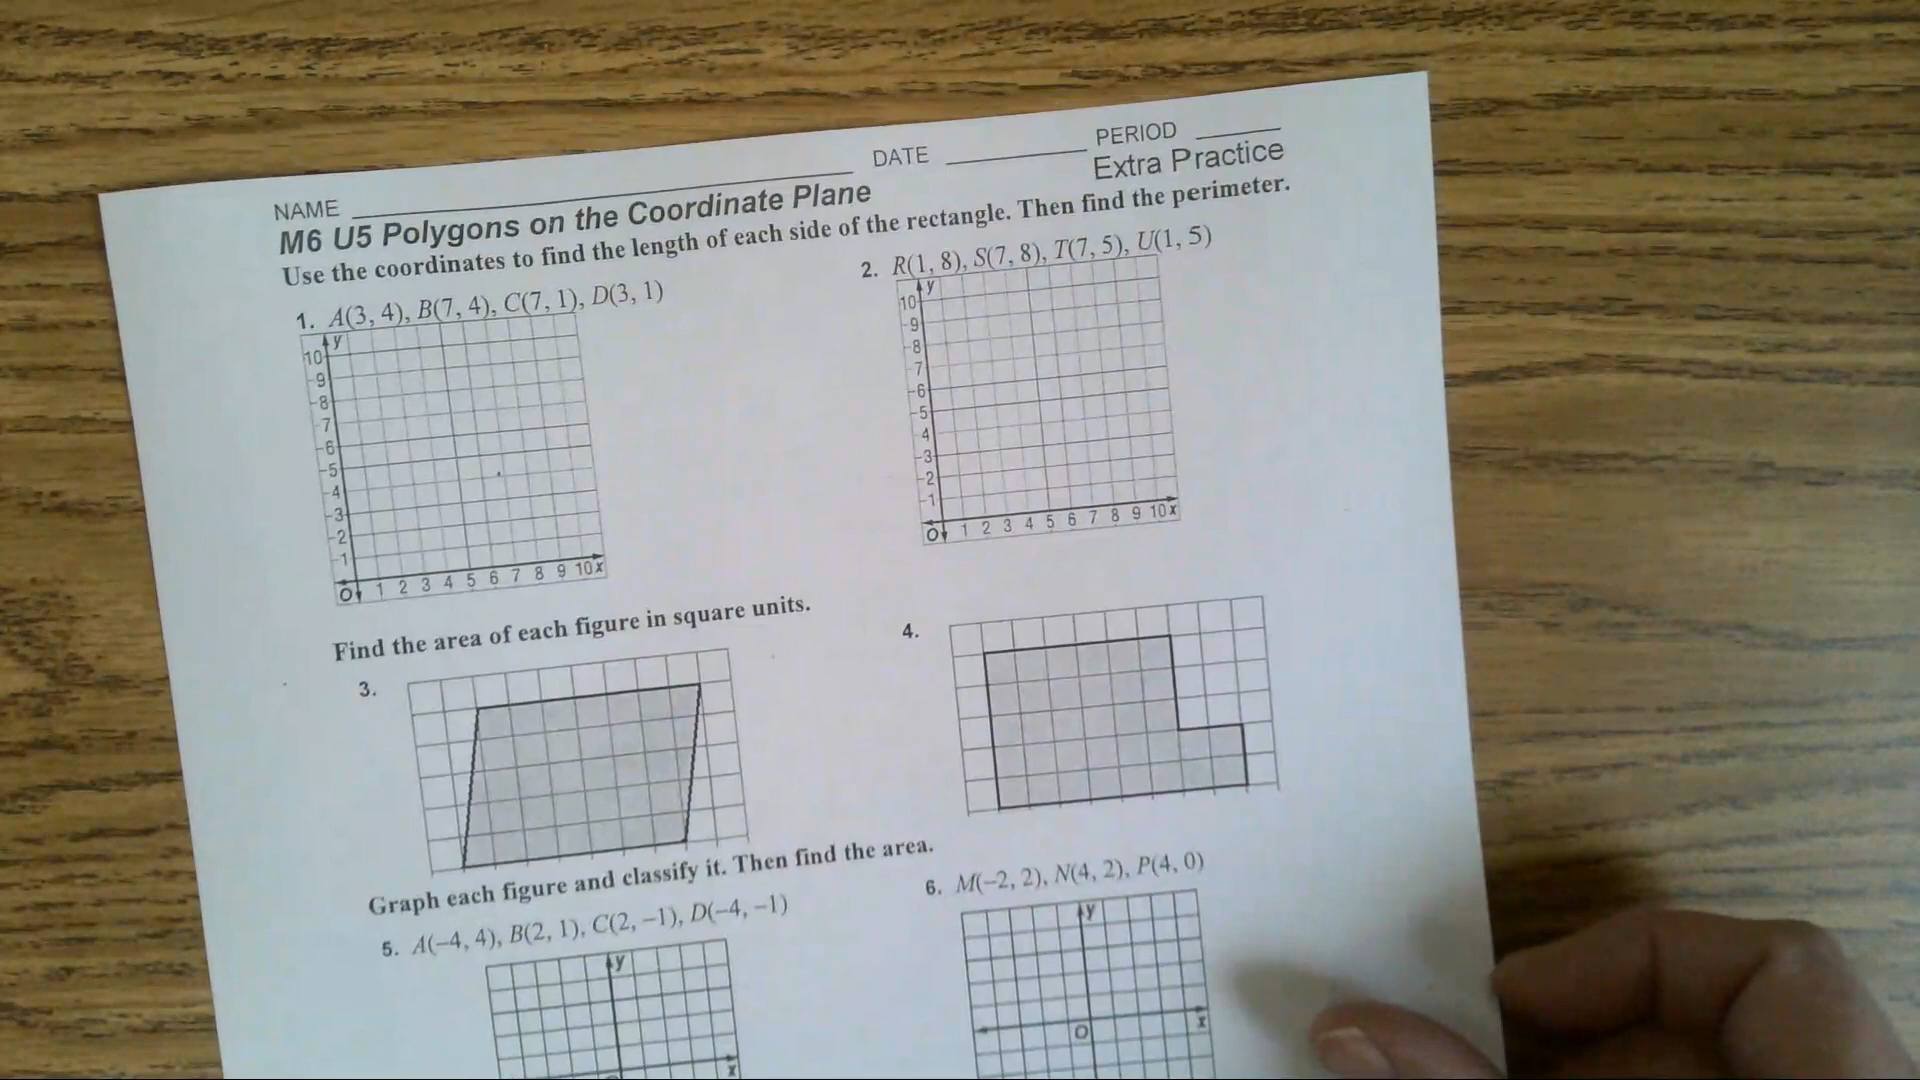 NAME DATE PERIOD
M6 U5 Polygons on the Coordinate Plane Extra Practice
Use the coordinates to find the length of each side of the rectangle. Then find the perimeter.
1. A(3, 4), B(7, 4), C(7, 1), D(3, 1)
y
10
9
8
7
6
5
4
3
2
1
O 1 2 3 4 5 6 7 8 9 10 x
2. R(1, 8), S(7, 8), T(7, 5), U(1, 5)
y
10
9
8
7
6
5
4
3
2
1
O 1 2 3 4 5 6 7 8 9 10 x
Find the area of each figure in square units.
3.
4.
Graph each figure and classify it. Then find the area.
5. A(−4, 4), B(2, 1), C(2, −1), D(−4, −1)
y
x
6. M(−2, 2), N(4, 2), P(4, 0)
y
O x